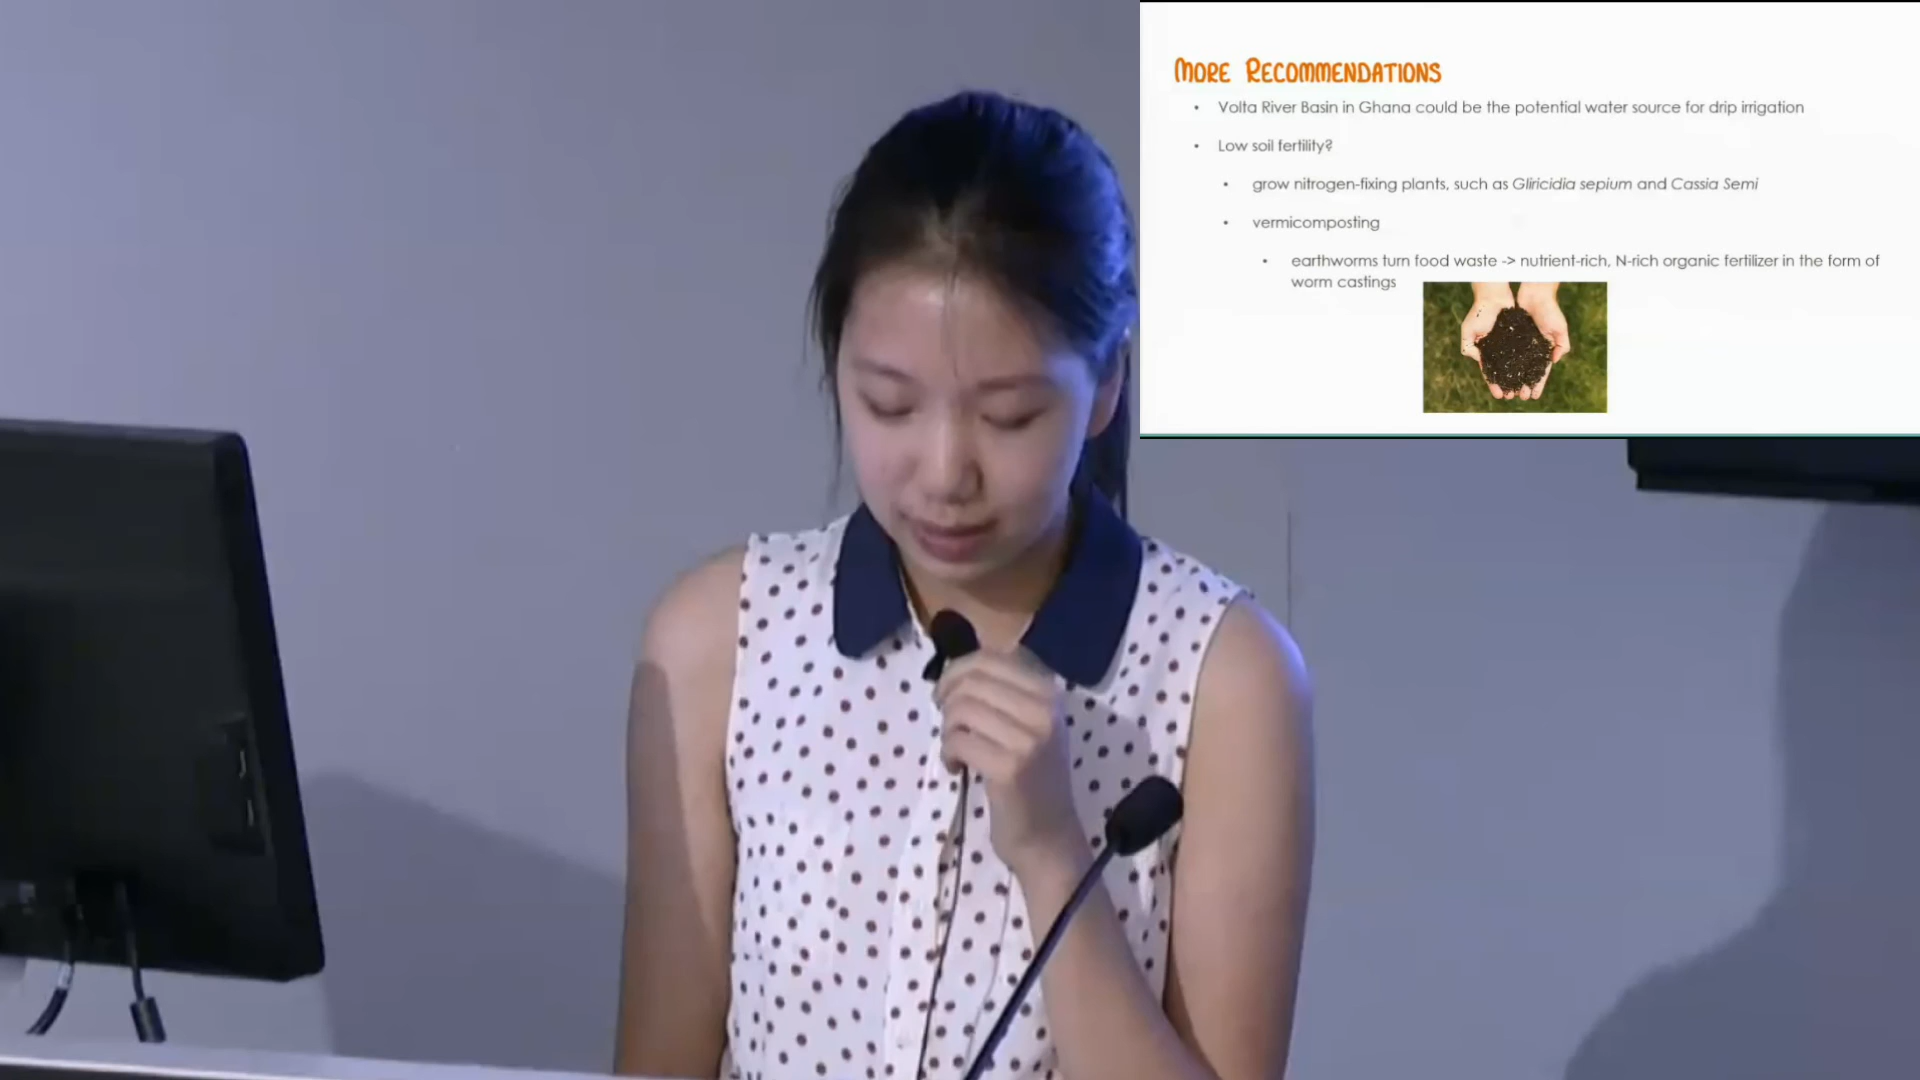 More Recommendations
• Volta River Basin in Ghana could be the potential water source for drip irrigation
• Low soil fertility?
• grow nitrogen-fixing plants, such as Gliricidia sepium and Cassia Semi
• vermicomposting
• earthworms turn food waste -> nutrient-rich, N-rich organic fertilizer in the form of
worm castings